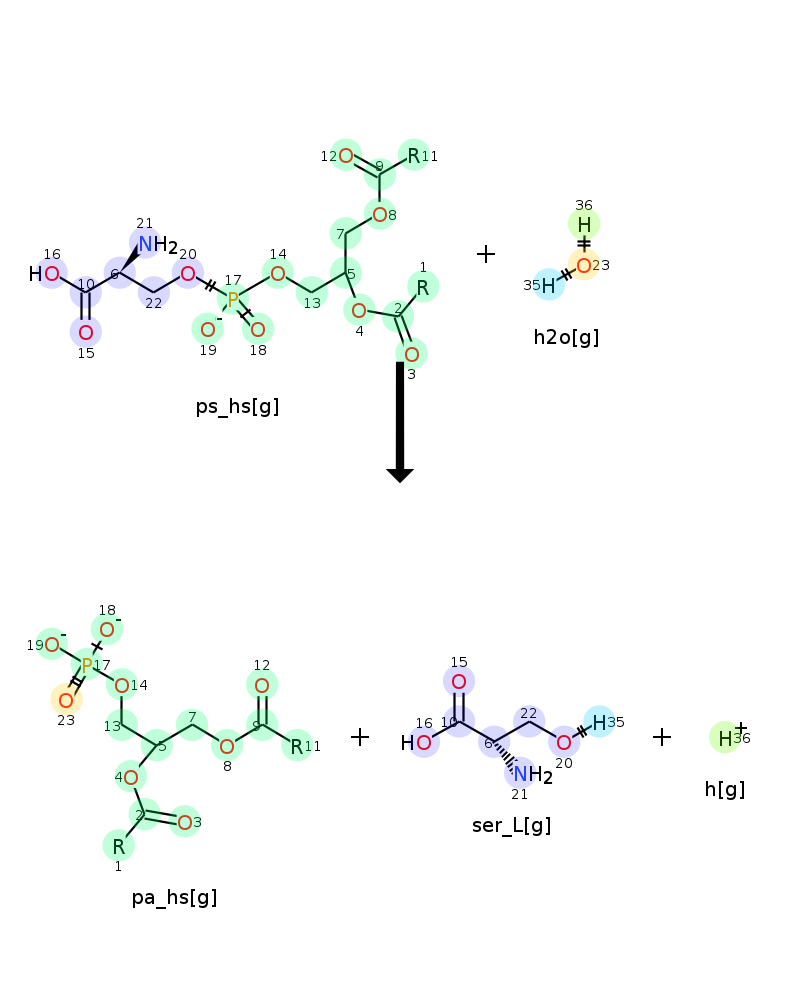 12 O 9 R 11
36
H
O 8
21
NH2
7
16
HO
10
6
20
O
14
O
5
1
R
+
35 H O 23
22
17
P
13
O
4
2
h2o[g]
O
15
O-
19
O
18
O
3
ps_hs[g]
18
O-
19 O-
P 17
O 14
12
O
15
O
O
23
13
7
9
R 11
16
HO
10
22
H 35
+
+
H+ 36
5
O
8
6
O
20
4 O
NH2
21
h[g]
2
O 3
ser_L[g]
R
1
pa_hs[g]